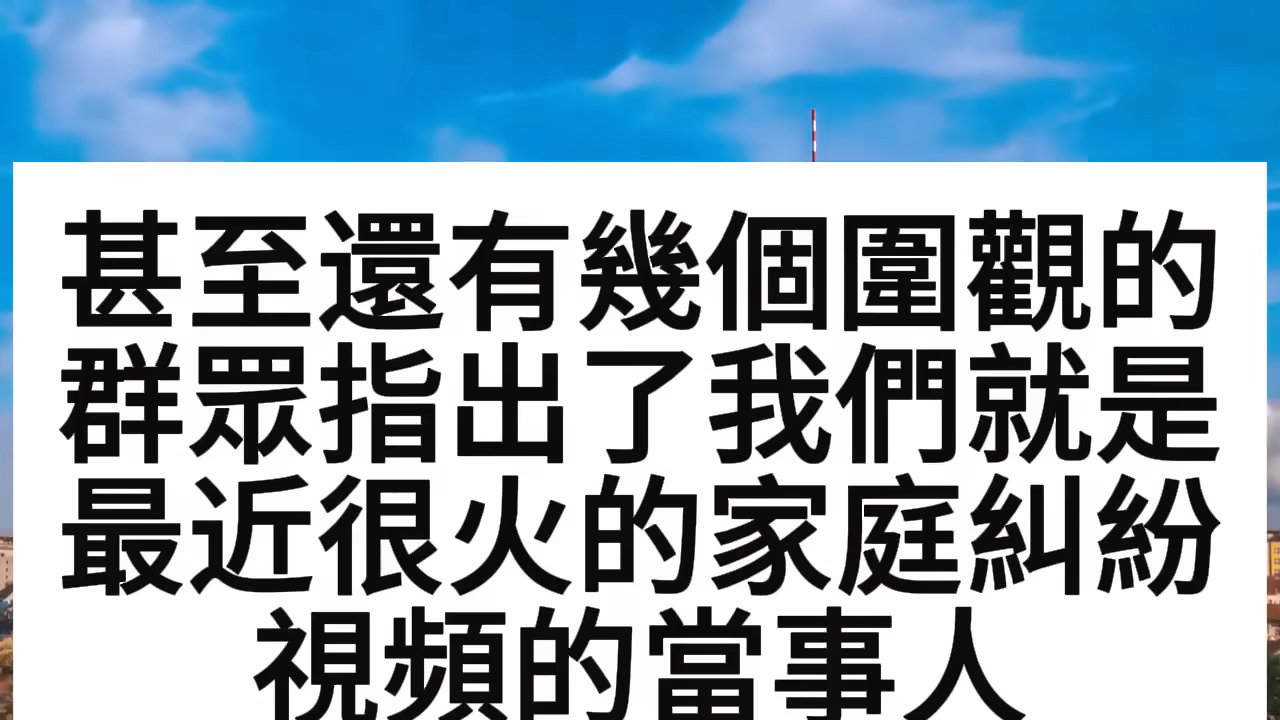 甚至還有幾個圍觀的
群眾指出了我們就是
最近很火的家庭糾紛
視頻的當事人